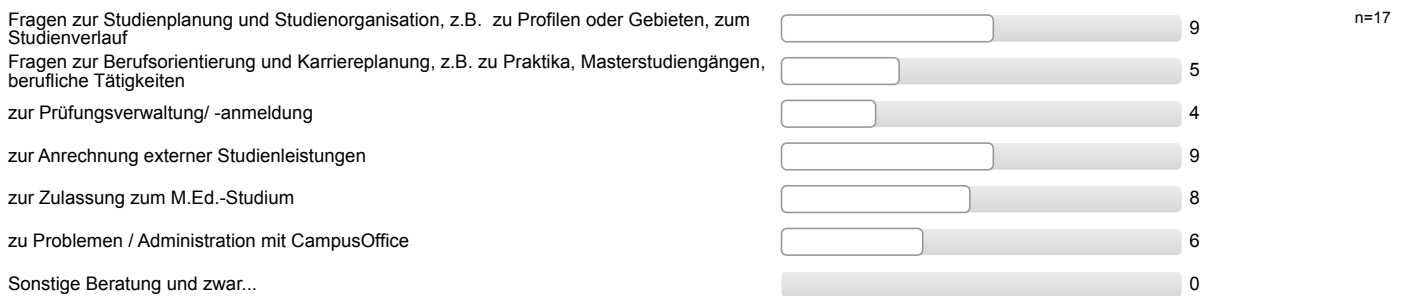 Fragen zur Studienplanung und Studienorganisation, z.B. zu Profilen oder Gebieten, zum
Studienverlauf
9
n=17
Fragen zur Berufsorientierung und Karriereplanung, z.B. zu Praktika, Masterstudiengängen,
berufliche Tätigkeiten
5
zur Prüfungsverwaltung/ -anmeldung
4
zur Anrechnung externer Studienleistungen
9
zur Zulassung zum M.Ed.-Studium
8
zu Problemen / Administration mit CampusOffice
6
Sonstige Beratung und zwar...
0